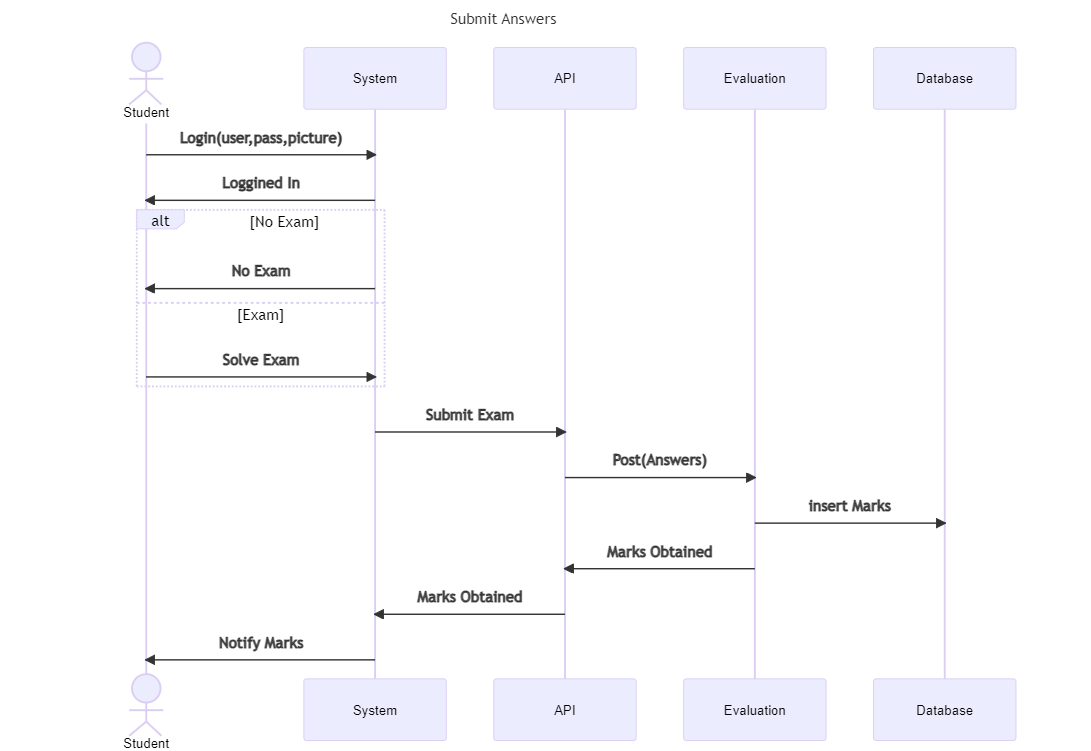 Submit Answers
Student
System
API
Evaluation
Database
Login(user,pass,picture)
Loggined In
alt
[No Exam]
No Exam
[Exam]
Solve Exam
Submit Exam
Post(Answers)
insert Marks
Marks Obtained
Marks Obtained
Notify Marks
Student
System
API
Evaluation
Database